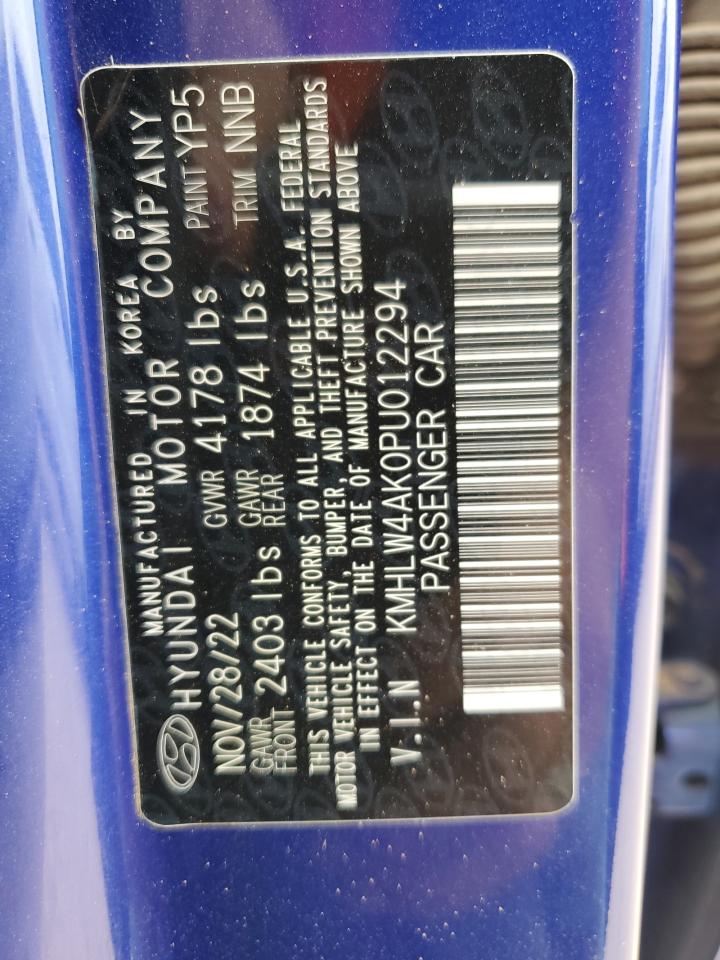 MANUFACTURED IN KOREA BY
HYUNDAI MOTOR COMPANY
NOV/28/22 GVWR 4178 lbs PAINT YP5
GAWR FRONT 2403 lbs GAWR REAR 1874 lbs TRIM NNB
THIS VEHICLE CONFORMS TO ALL APPLICABLE U.S.A. FEDERAL
MOTOR VEHICLE SAFETY, BUMPER, AND THEFT PREVENTION STANDARDS
IN EFFECT ON THE DATE OF MANUFACTURE SHOWN ABOVE
V.I.N KMHLW4AK0PU012294
PASSENGER CAR